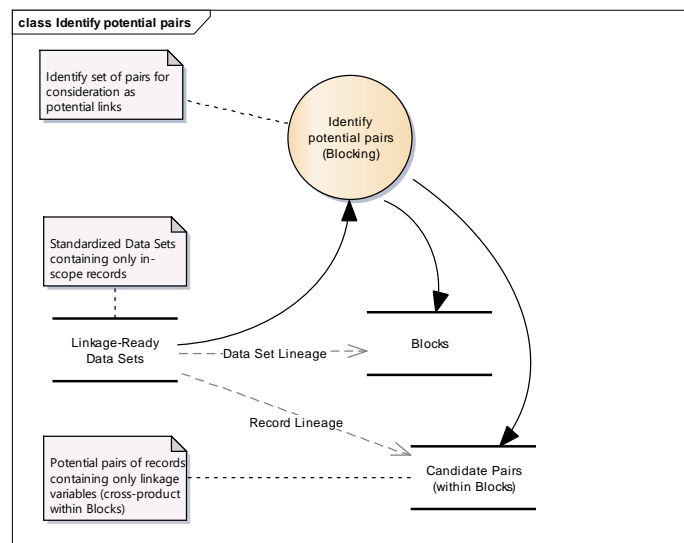 class Identify potential pairs
Identify set of pairs for
consideration as
potential links
Identify
potential pairs
(Blocking)
Standardized Data Sets
containing only in-
scope records
Linkage-Ready
Data Sets
Data Set Lineage
Blocks
Record Lineage
Potential pairs of records
containing only linkage
variables (cross-product
within Blocks)
Candidate Pairs
(within Blocks)